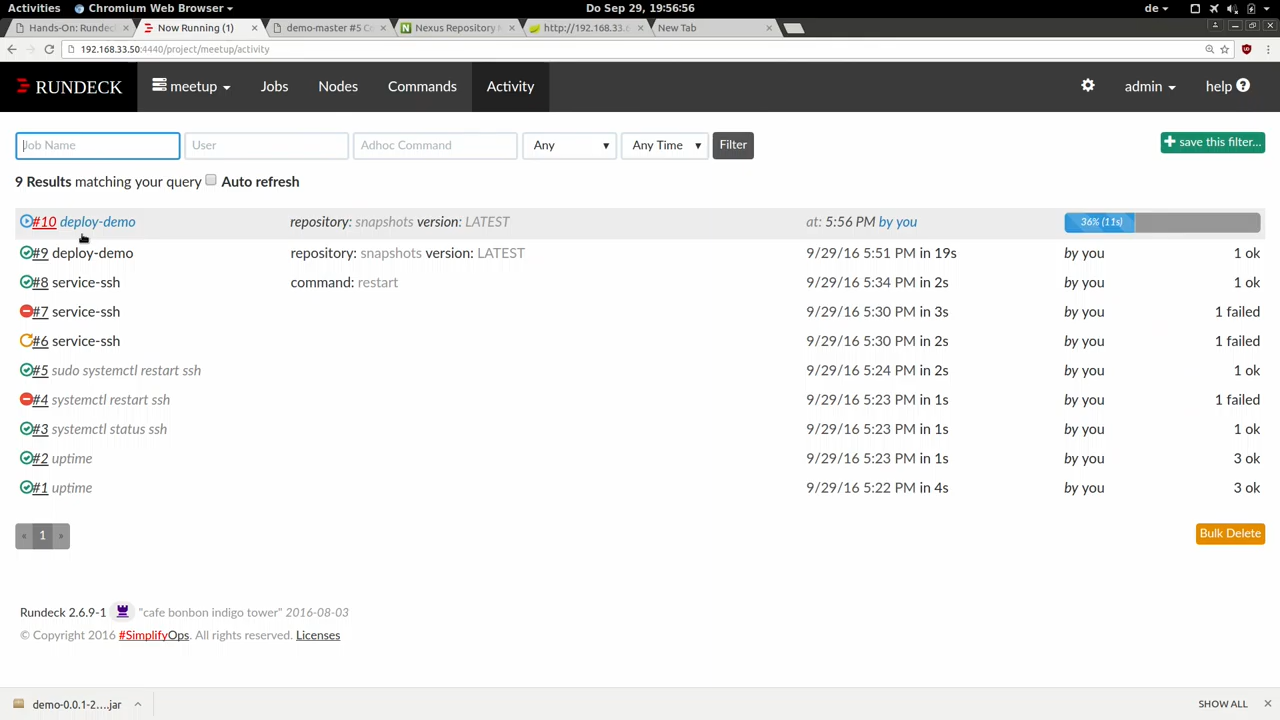 Activities Chromium Web Browser Do Sep 29, 19:56:56 de
Hands-On: Rundeck Now Running (1) demo-master #5 Co Nexus Repository http://192.168.33. New Tab
192.168.33.50:4440/project/meetup/activity
RUNDECK meetup Jobs Nodes Commands Activity admin help
Job Name User Adhoc Command Any Any Time Filter save this filter...
9 Results matching your query Auto refresh
#10 deploy-demo repository: snapshots version: LATEST at: 5:56 PM by you 36% (11s)
#9 deploy-demo repository: snapshots version: LATEST 9/29/16 5:51 PM in 19s by you 1 ok
#8 service-ssh command: restart 9/29/16 5:34 PM in 2s by you 1 ok
#7 service-ssh 9/29/16 5:30 PM in 3s by you 1 failed
#6 service-ssh 9/29/16 5:30 PM in 2s by you 1 failed
#5 sudo systemctl restart ssh 9/29/16 5:24 PM in 2s by you 1 ok
#4 systemctl restart ssh 9/29/16 5:23 PM in 1s by you 1 failed
#3 systemctl status ssh 9/29/16 5:23 PM in 1s by you 1 ok
#2 uptime 9/29/16 5:23 PM in 1s by you 3 ok
#1 uptime 9/29/16 5:22 PM in 4s by you 3 ok
« 1 » Bulk Delete
Rundeck 2.6.9-1 "cafe bonbon indigo tower" 2016-08-03
© Copyright 2016 #SimplifyOps. All rights reserved. Licenses
demo-0.0.1-2....jar SHOW ALL